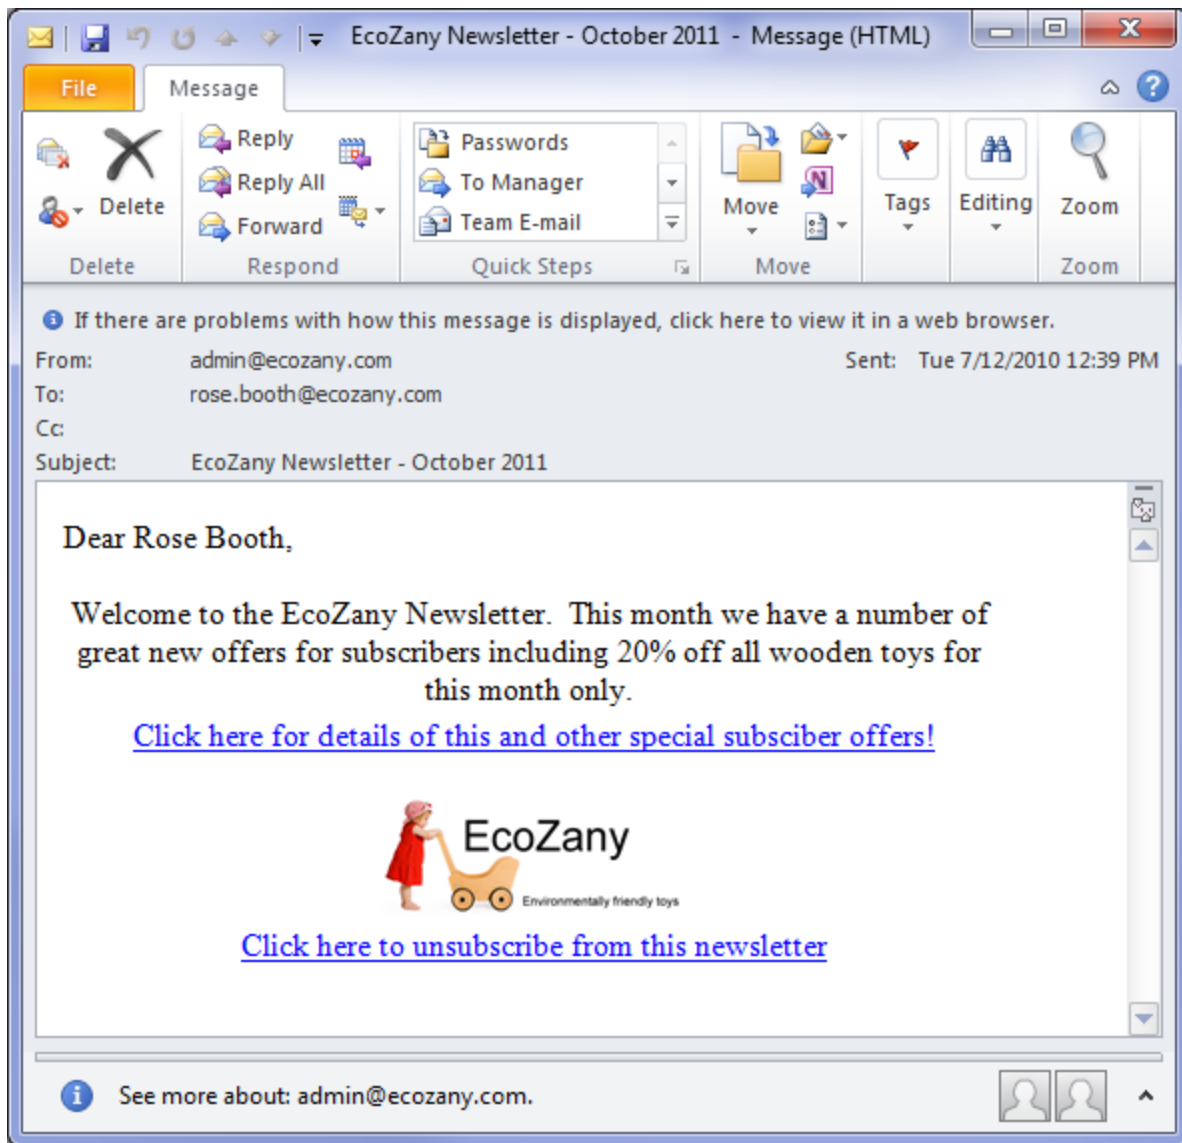 EcoZany Newsletter - October 2011 - Message (HTML)
File
Message
Delete
Reply
Reply All
Forward
Passwords
To Manager
Team E-mail
Move
Tags
Editing
Zoom
Delete
Respond
Quick Steps
Move
Zoom
If there are problems with how this message is displayed, click here to view it in a web browser.
From: admin@ecozany.com Sent: Tue 7/12/2010 12:39 PM
To: rose.booth@ecozany.com
Cc:
Subject: EcoZany Newsletter - October 2011
Dear Rose Booth,
Welcome to the EcoZany Newsletter.  This month we have a number of
great new offers for subscribers including 20% off all wooden toys for
this month only.
Click here for details of this and other special subsciber offers!
EcoZany
Environmentally friendly toys
Click here to unsubscribe from this newsletter
See more about: admin@ecozany.com.